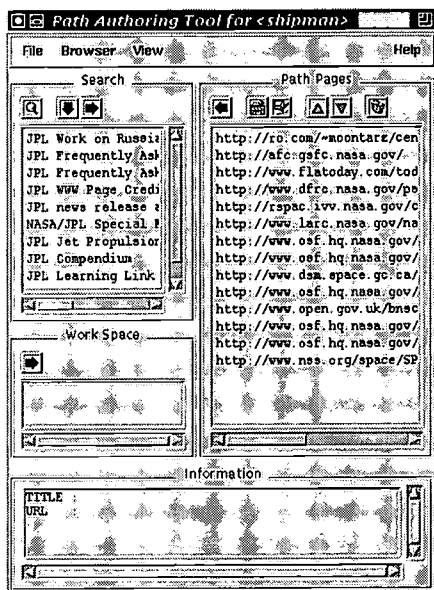 Path Authoring Tool for <shipman>
File Browser View Help
Search
JPL Work on Russia
JPL Frequently Ask
JPL Frequently Ask
JPL WWW Page Credi
JPL news release a
NASA/JPL Special
JPL Jet Propulsion
JPL Compendium
JPL Learning Link
Work Space
Path Pages
http://ro.com/~moontarz/cen
http://afc.gsfc.nasa.gov/
http://www.flatoday.com/tod
http://www.dfrc.nasa.gov/pa
http://rspac.ivv.nasa.gov/c
http://www.larc.nasa.gov/na
http://www.osf.hq.nasa.gov/
http://www.osf.hq.nasa.gov/
http://www.dsm.space.gc.ca/
http://www.osf.hq.nasa.gov/
http://www.open.gov.uk/bnsc
http://www.osf.hq.nasa.gov/
http://www.osf.hq.nasa.gov/
http://www.nss.org/space/SP
Information
TITLE
URL